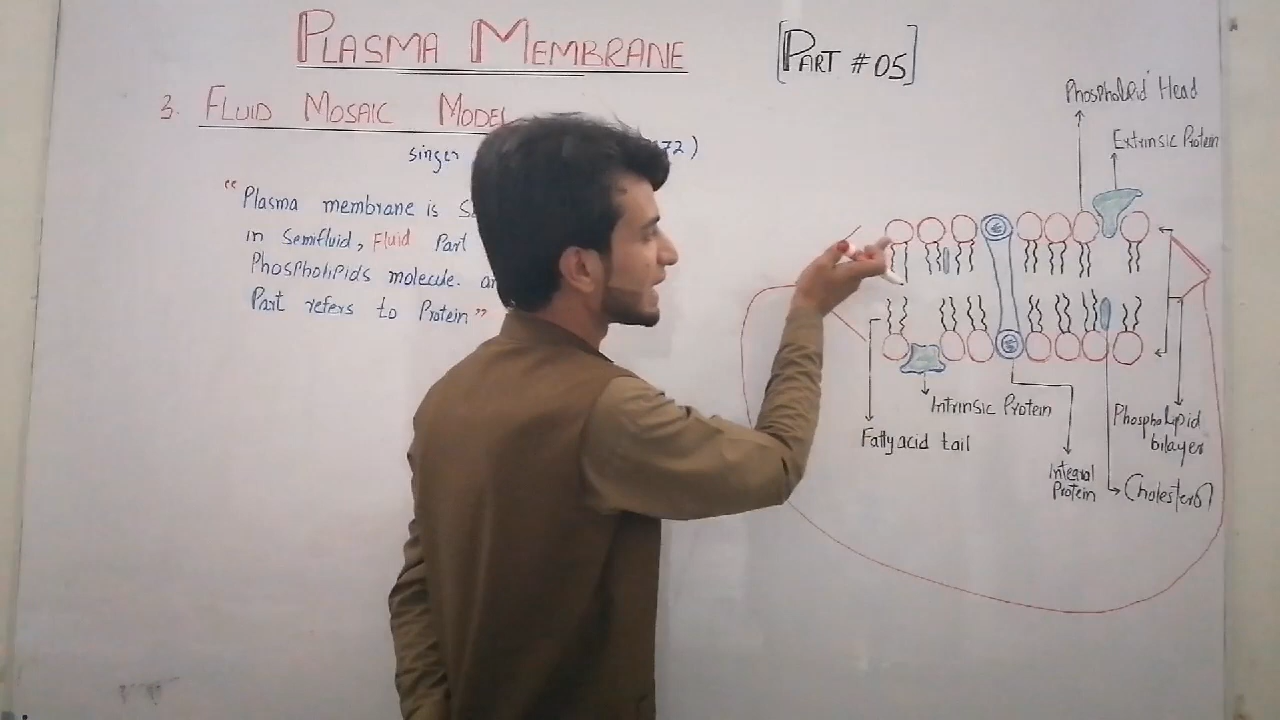 PLASMA MEMBRANE
[PART #05]
3. FLUID MOSAIC MODEL
singer 72)
"Plasma membrane is
in Semifluid, Fluid Part
Phospholipids molecule.
Part refers to Protein"
Phospholipid Head
Extrinsic Protein
Intrinsic Protein
Fatty acid tail
Integral
Protein
Phospholipid
bilayer
Cholesterol